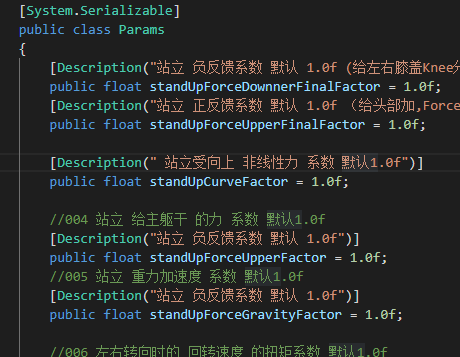 [System.Serializable]
public class Params
{
[Description("站立 负反馈系数 默认 1.0f (给左右膝盖Knee
public float standUpForceDownnerFinalFactor = 1.0f;
[Description("站立 正反馈系数 默认 1.0f （给头部加,Force
public float standUpForceUpperFinalFactor = 1.0f;
[Description(" 站立受向上 非线性力 系数 默认1.0f")]
public float standUpCurveFactor = 1.0f;
//004 站立 给主躯干 的力 系数 默认1.0f
[Description("站立 负反馈系数 默认 1.0f")]
public float standUpForceUpperFactor = 1.0f;
//005 站立 重力加速度 系数 默认1.0f
[Description("站立 负反馈系数 默认 1.0f")]
public float standUpForceGravityFactor = 1.0f;
//006 左右转向时的 回转速度 的扭矩系数 默认1.0f